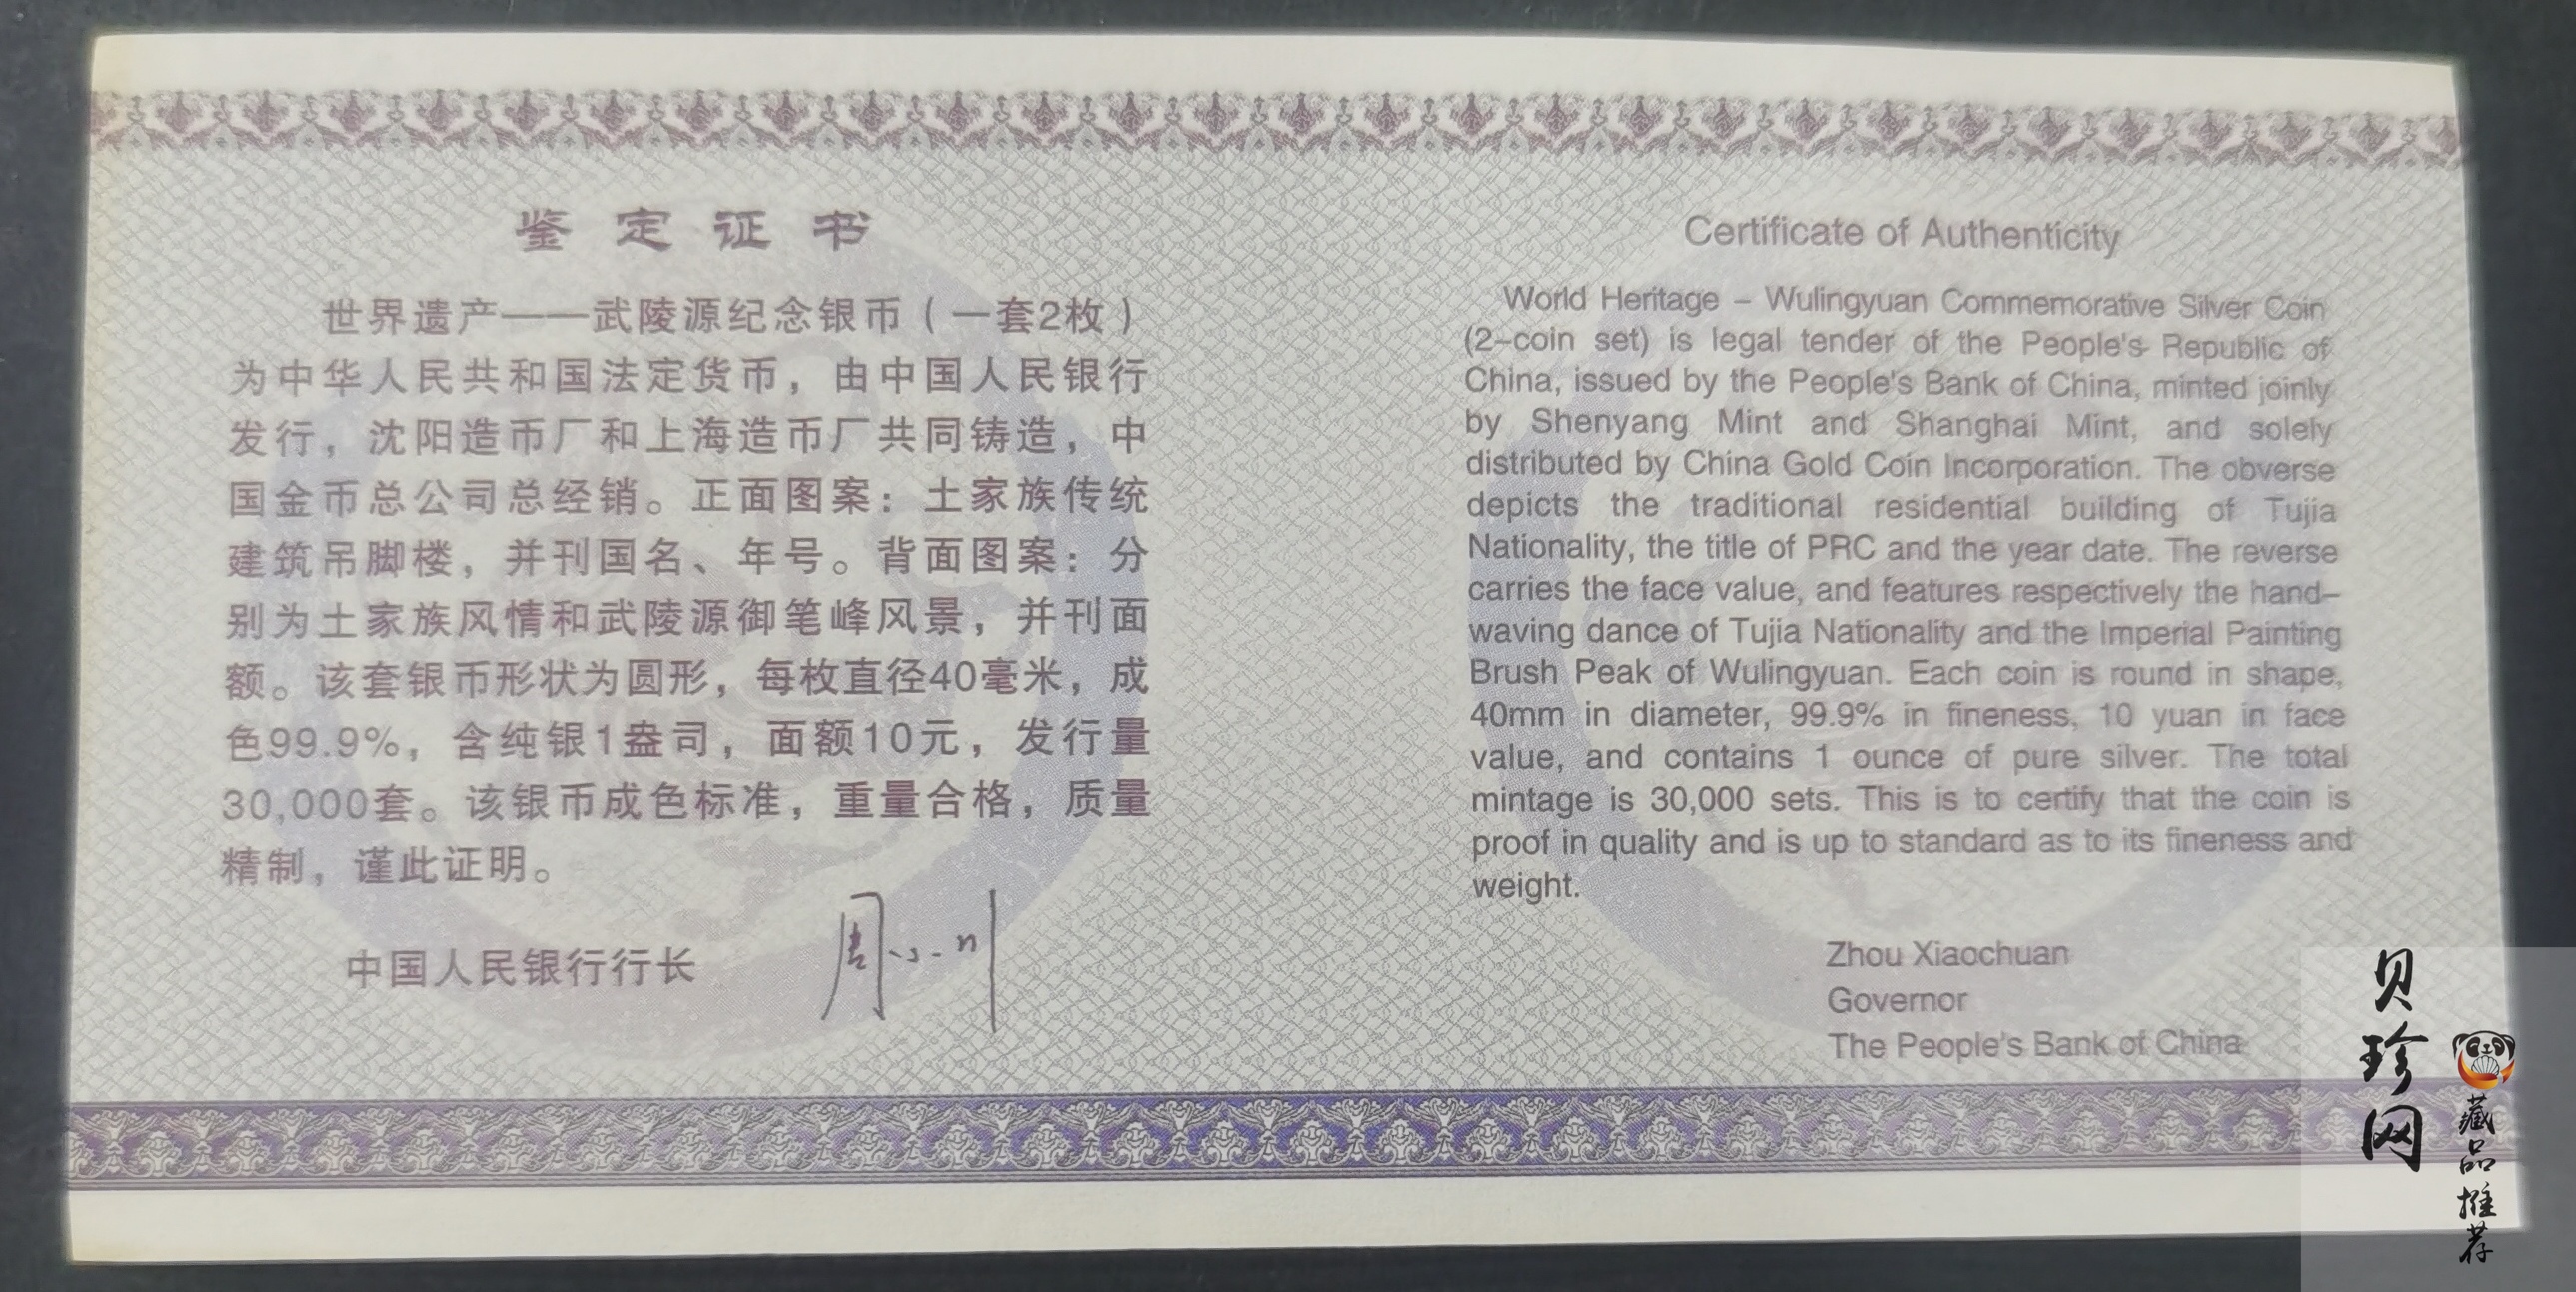 鉴定证书
世界遗产——武陵源纪念银币（一套2枚）
为中华人民共和国法定货币，由中国人民银行
发行，沈阳造币厂和上海造币厂共同铸造，中
国金币总公司总经销。正面图案：土家族传统
建筑吊脚楼，并刊国名、年号。背面图案：分
别为土家族风情和武陵源御笔峰风景，并刊面
额。该套银币形状为圆形，每枚直径40毫米，成
色99.9%，含纯银1盎司，面额10元，发行量
30,000套。该银币成色标准，重量合格，质量
精制，谨此证明。
中国人民银行行长
周小川
Certificate of Authenticity
World Heritage – Wulingyuan Commemorative Silver Coin
(2–coin set) is legal tender of the People's Republic of
China, issued by the People's Bank of China, minted joinly
by Shenyang Mint and Shanghai Mint, and solely
distributed by China Gold Coin Incorporation. The obverse
depicts the traditional residential building of Tujia
Nationality, the title of PRC and the year date. The reverse
carries the face value, and features respectively the hand–
waving dance of Tujia Nationality and the Imperial Painting
Brush Peak of Wulingyuan. Each coin is round in shape,
40mm in diameter, 99.9% in fineness, 10 yuan in face
value, and contains 1 ounce of pure silver. The total
mintage is 30,000 sets. This is to certify that the coin is
proof in quality and is up to standard as to its fineness and
weight.
Zhou Xiaochuan
Governor
The People's Bank of China
贝珍网
藏品推荐